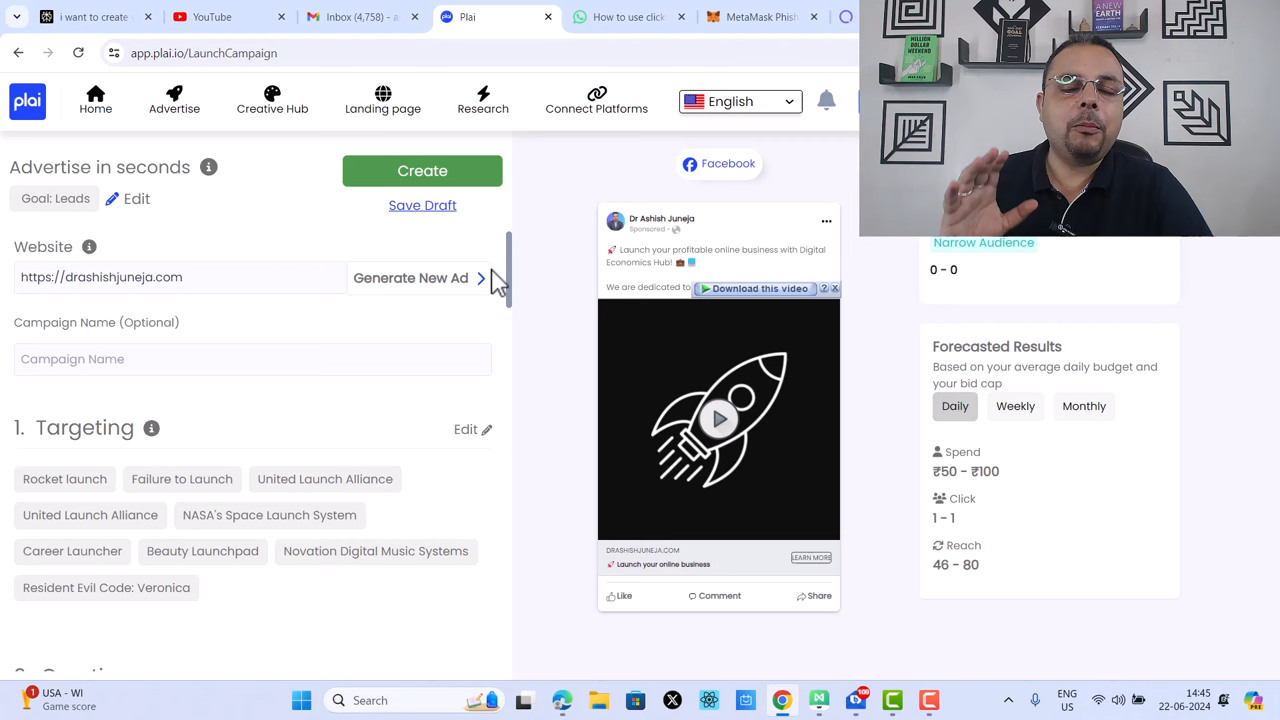 i want to create
YouTube
Inbox (4,758) -
Plai
How to use click
MetaMask Phish
.plai.io/LaunchCampaign
plai
Home
Advertise
Creative Hub
Landing page
Research
Connect Platforms
English
MILLION DOLLAR WEEKEND
A NEW EARTH
Advertise in seconds
Create
Goal: Leads
Edit
Save Draft
Website
https://drashishjuneja.com
Generate New Ad
Campaign Name (Optional)
Campaign Name
1. Targeting
Edit
Rocket launch
Failure to Launch
United Launch Alliance
United Launch Alliance
NASA's Space Launch System
Career Launcher
Beauty Launchpad
Novation Digital Music Systems
Resident Evil Code: Veronica
Facebook
Dr Ashish Juneja
Sponsored -
🚀 Launch your profitable online business with Digital
Economics Hub! 💼 📘
We are dedicated to
Download this video
DRASHISHJUNEJA.COM
🚀 Launch your online business
LEARN MORE
Like
Comment
Share
Narrow Audience
0 - 0
Forecasted Results
Based on your average daily budget and
your bid cap
Daily
Weekly
Monthly
Spend
₹50 - ₹100
Click
1 - 1
Reach
46 - 80
1
USA - WI
Game score
Search
108
ENG
US
14:45
22-06-2024